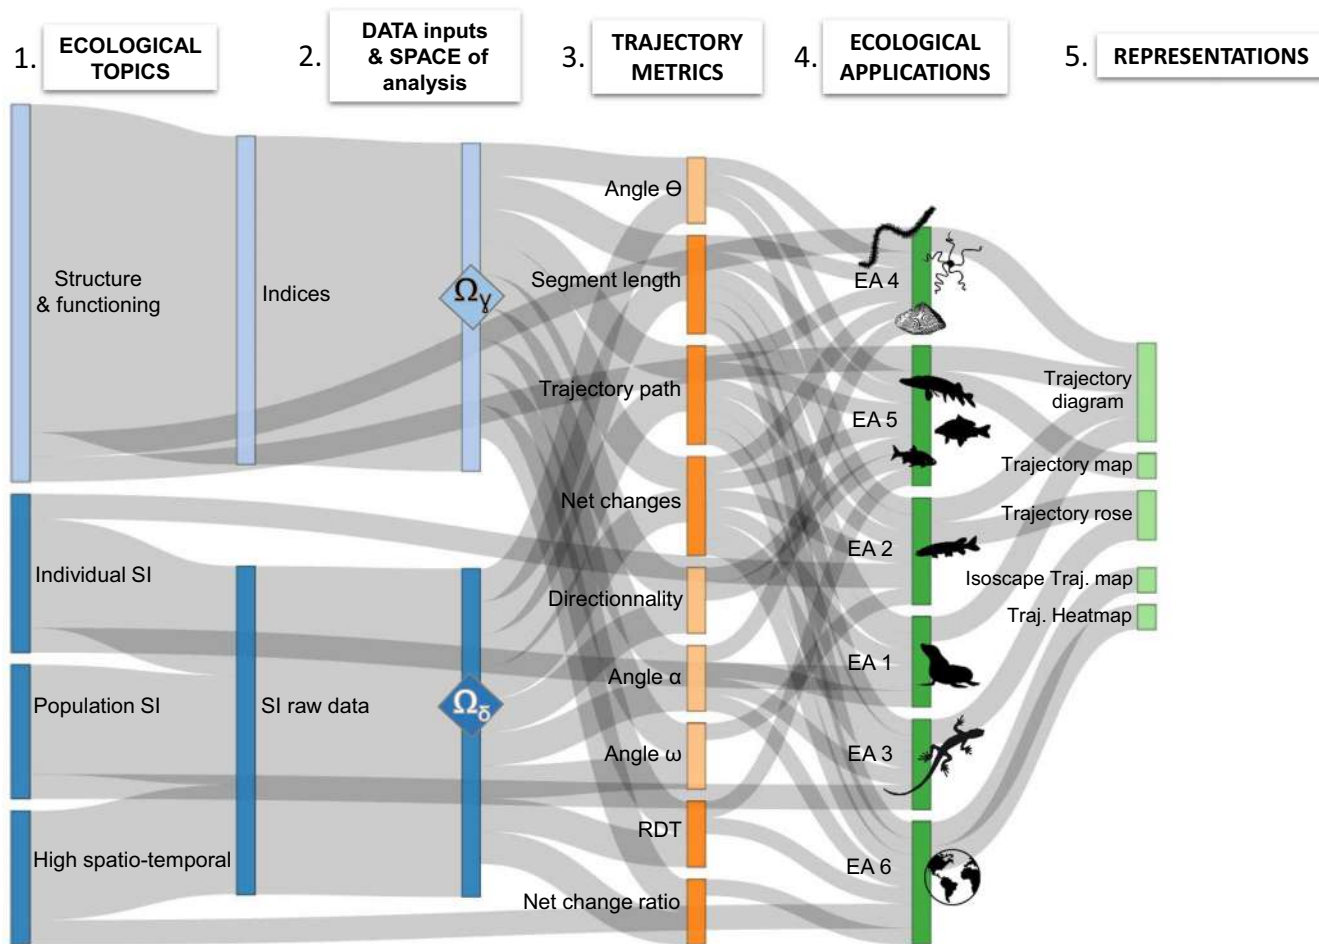 1.
ECOLOGICAL
TOPICS
2.
DATA inputs
& SPACE of
analysis
3.
TRAJECTORY
METRICS
4.
ECOLOGICAL
APPLICATIONS
5.
REPRESENTATIONS
Structure
& functioning
Individual SI
Population SI
High spatio-temporal
Indices
SI raw data
Ωγ
Ωδ
Angle Ɵ
Segment length
Trajectory path
Net changes
Directionnality
Angle α
Angle ω
RDT
Net change ratio
EA 4
EA 5
EA 2
EA 1
EA 3
EA 6
Trajectory
diagram
Trajectory map
Trajectory rose
Isoscape Traj. map
Traj. Heatmap